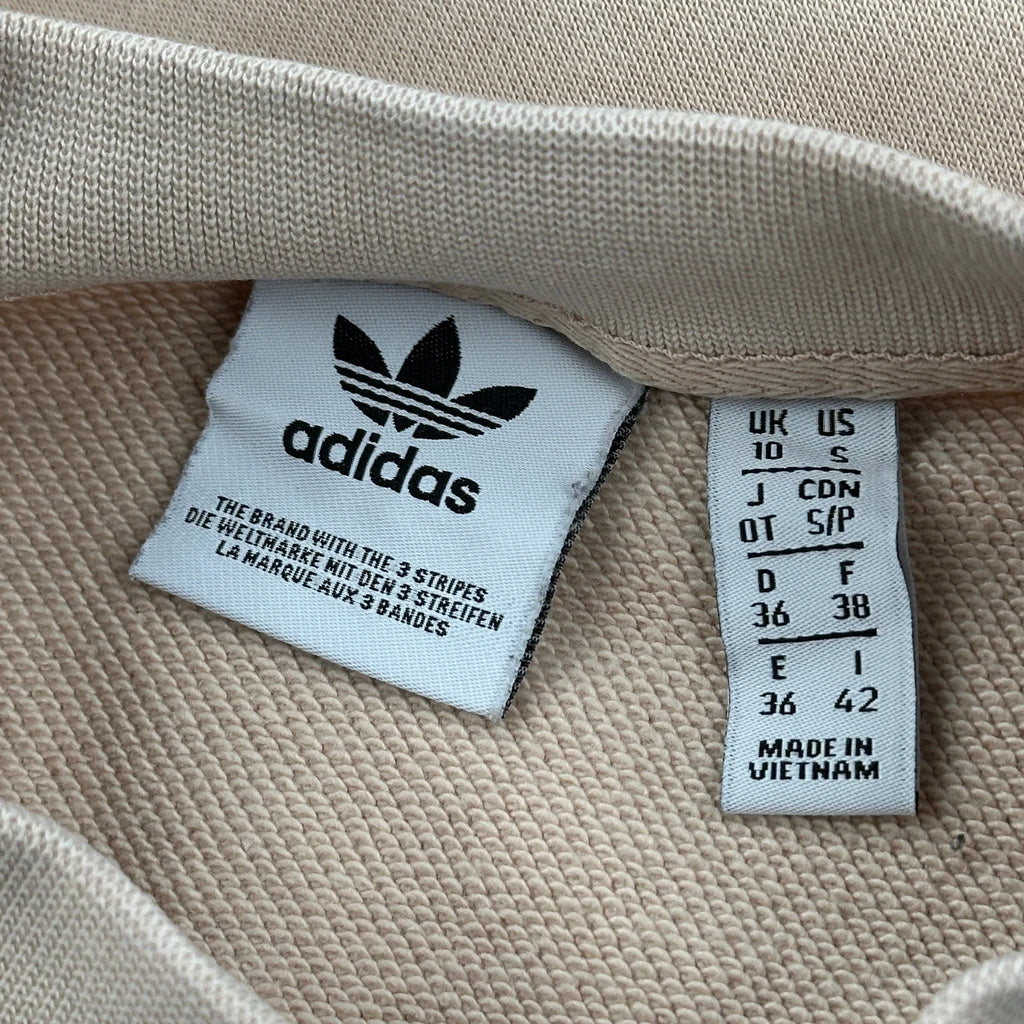 adidas
THE BRAND WITH THE 3 STRIPES
DIE WELTMARKE MIT DEN 3 STREIFEN
LA MARQUE AUX 3 BANDES
UK US
10 S
J CDN
OT S/P
D F
36 38
E I
36 42
MADE IN
VIETNAM